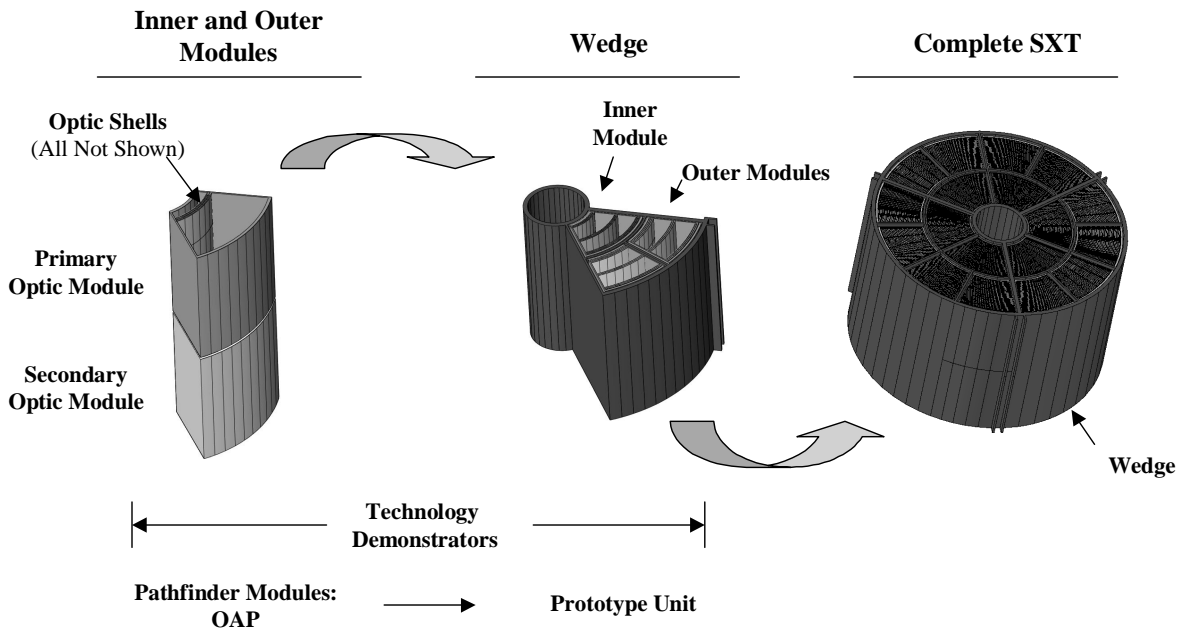 Inner and Outer
Modules
Wedge
Complete SXT
Optic Shells
(All Not Shown)
Inner
Module
Outer Modules
Primary
Optic Module
Secondary
Optic Module
Wedge
Technology
Demonstrators
Pathfinder Modules:
OAP
Prototype Unit